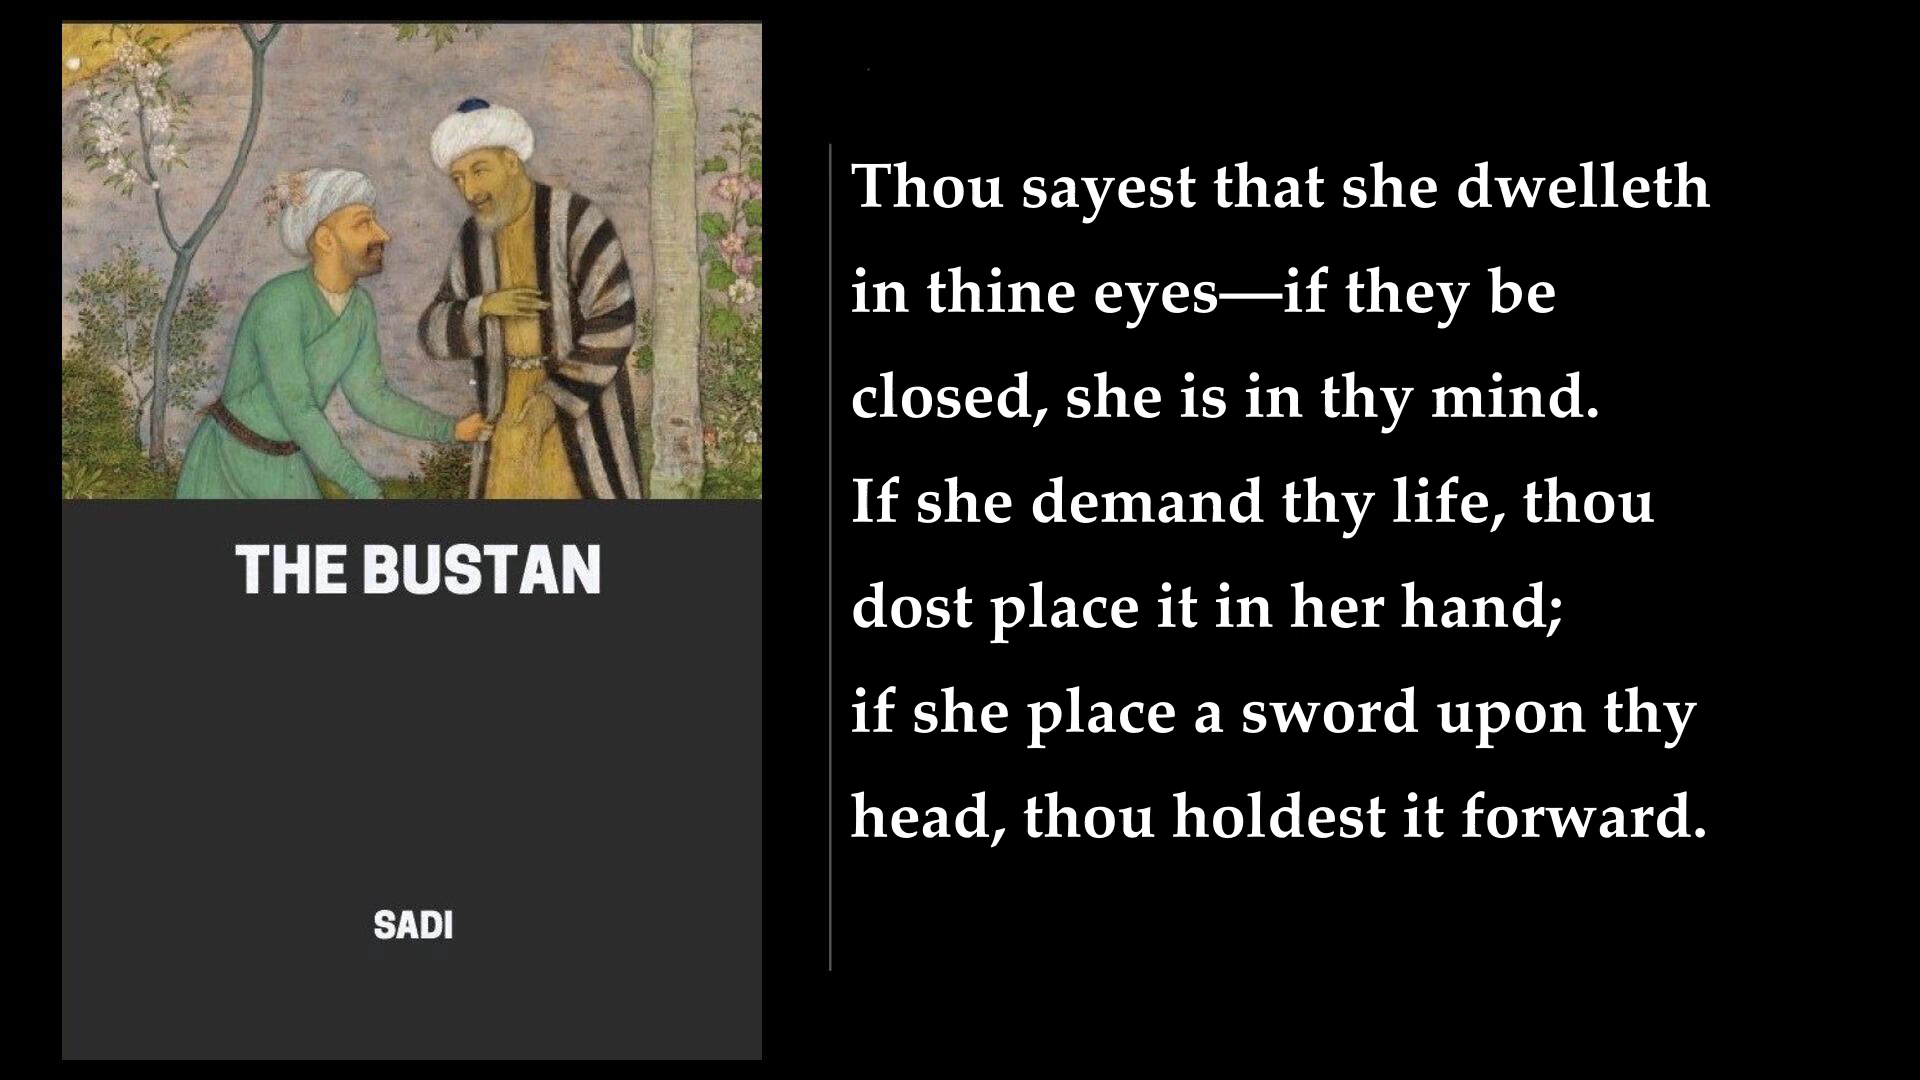 THE BUSTAN
SADI
Thou sayest that she dwelleth
in thine eyes—if they be
closed, she is in thy mind.
If she demand thy life, thou
dost place it in her hand;
if she place a sword upon thy
head, thou holdest it forward.